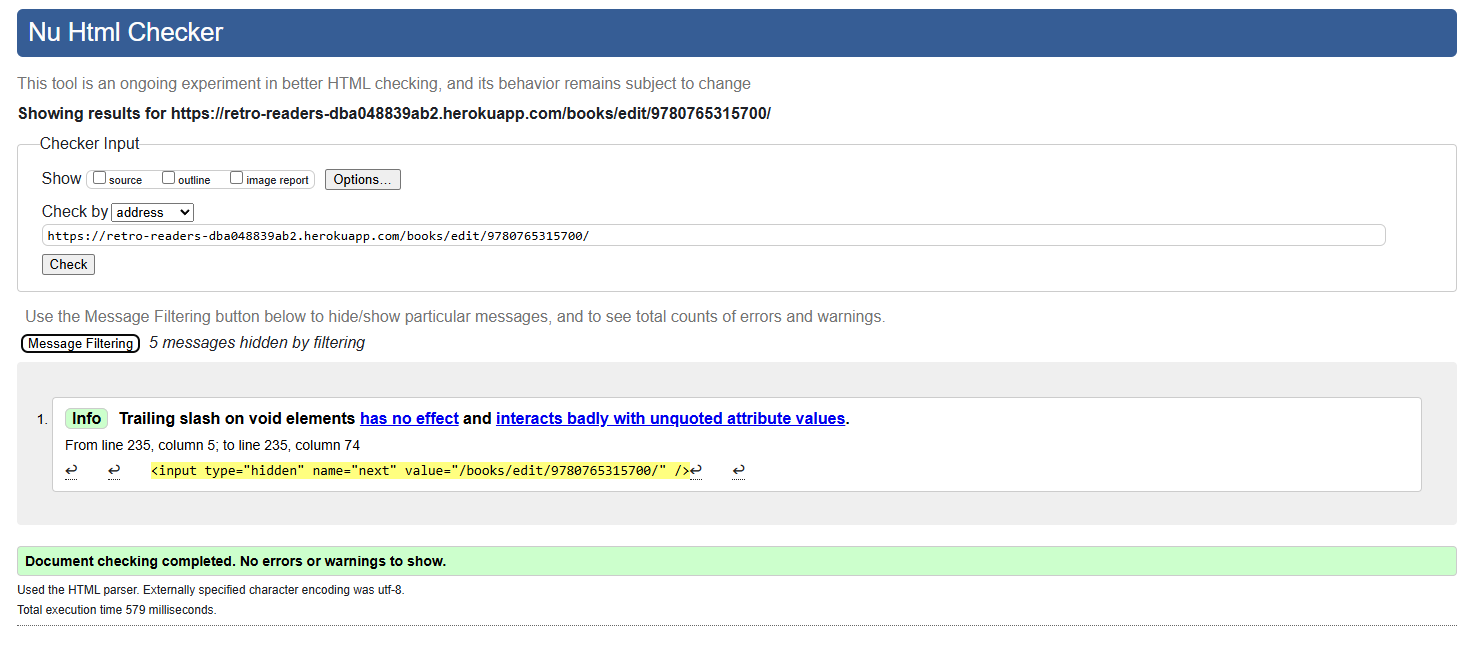 Nu Html Checker
This tool is an ongoing experiment in better HTML checking, and its behavior remains subject to change
Showing results for https://retro-readers-dba048839ab2.herokuapp.com/books/edit/9780765315700/
Checker Input
Show source outline image report Options...
Check by address
https://retro-readers-dba048839ab2.herokuapp.com/books/edit/9780765315700/
Check
Use the Message Filtering button below to hide/show particular messages, and to see total counts of errors and warnings.
Message Filtering 5 messages hidden by filtering
1. Info Trailing slash on void elements has no effect and interacts badly with unquoted attribute values.
From line 235, column 5; to line 235, column 74
↩ ↩ <input type="hidden" name="next" value="/books/edit/9780765315700/" />↩ ↩
Document checking completed. No errors or warnings to show.
Used the HTML parser. Externally specified character encoding was utf-8.
Total execution time 579 milliseconds.